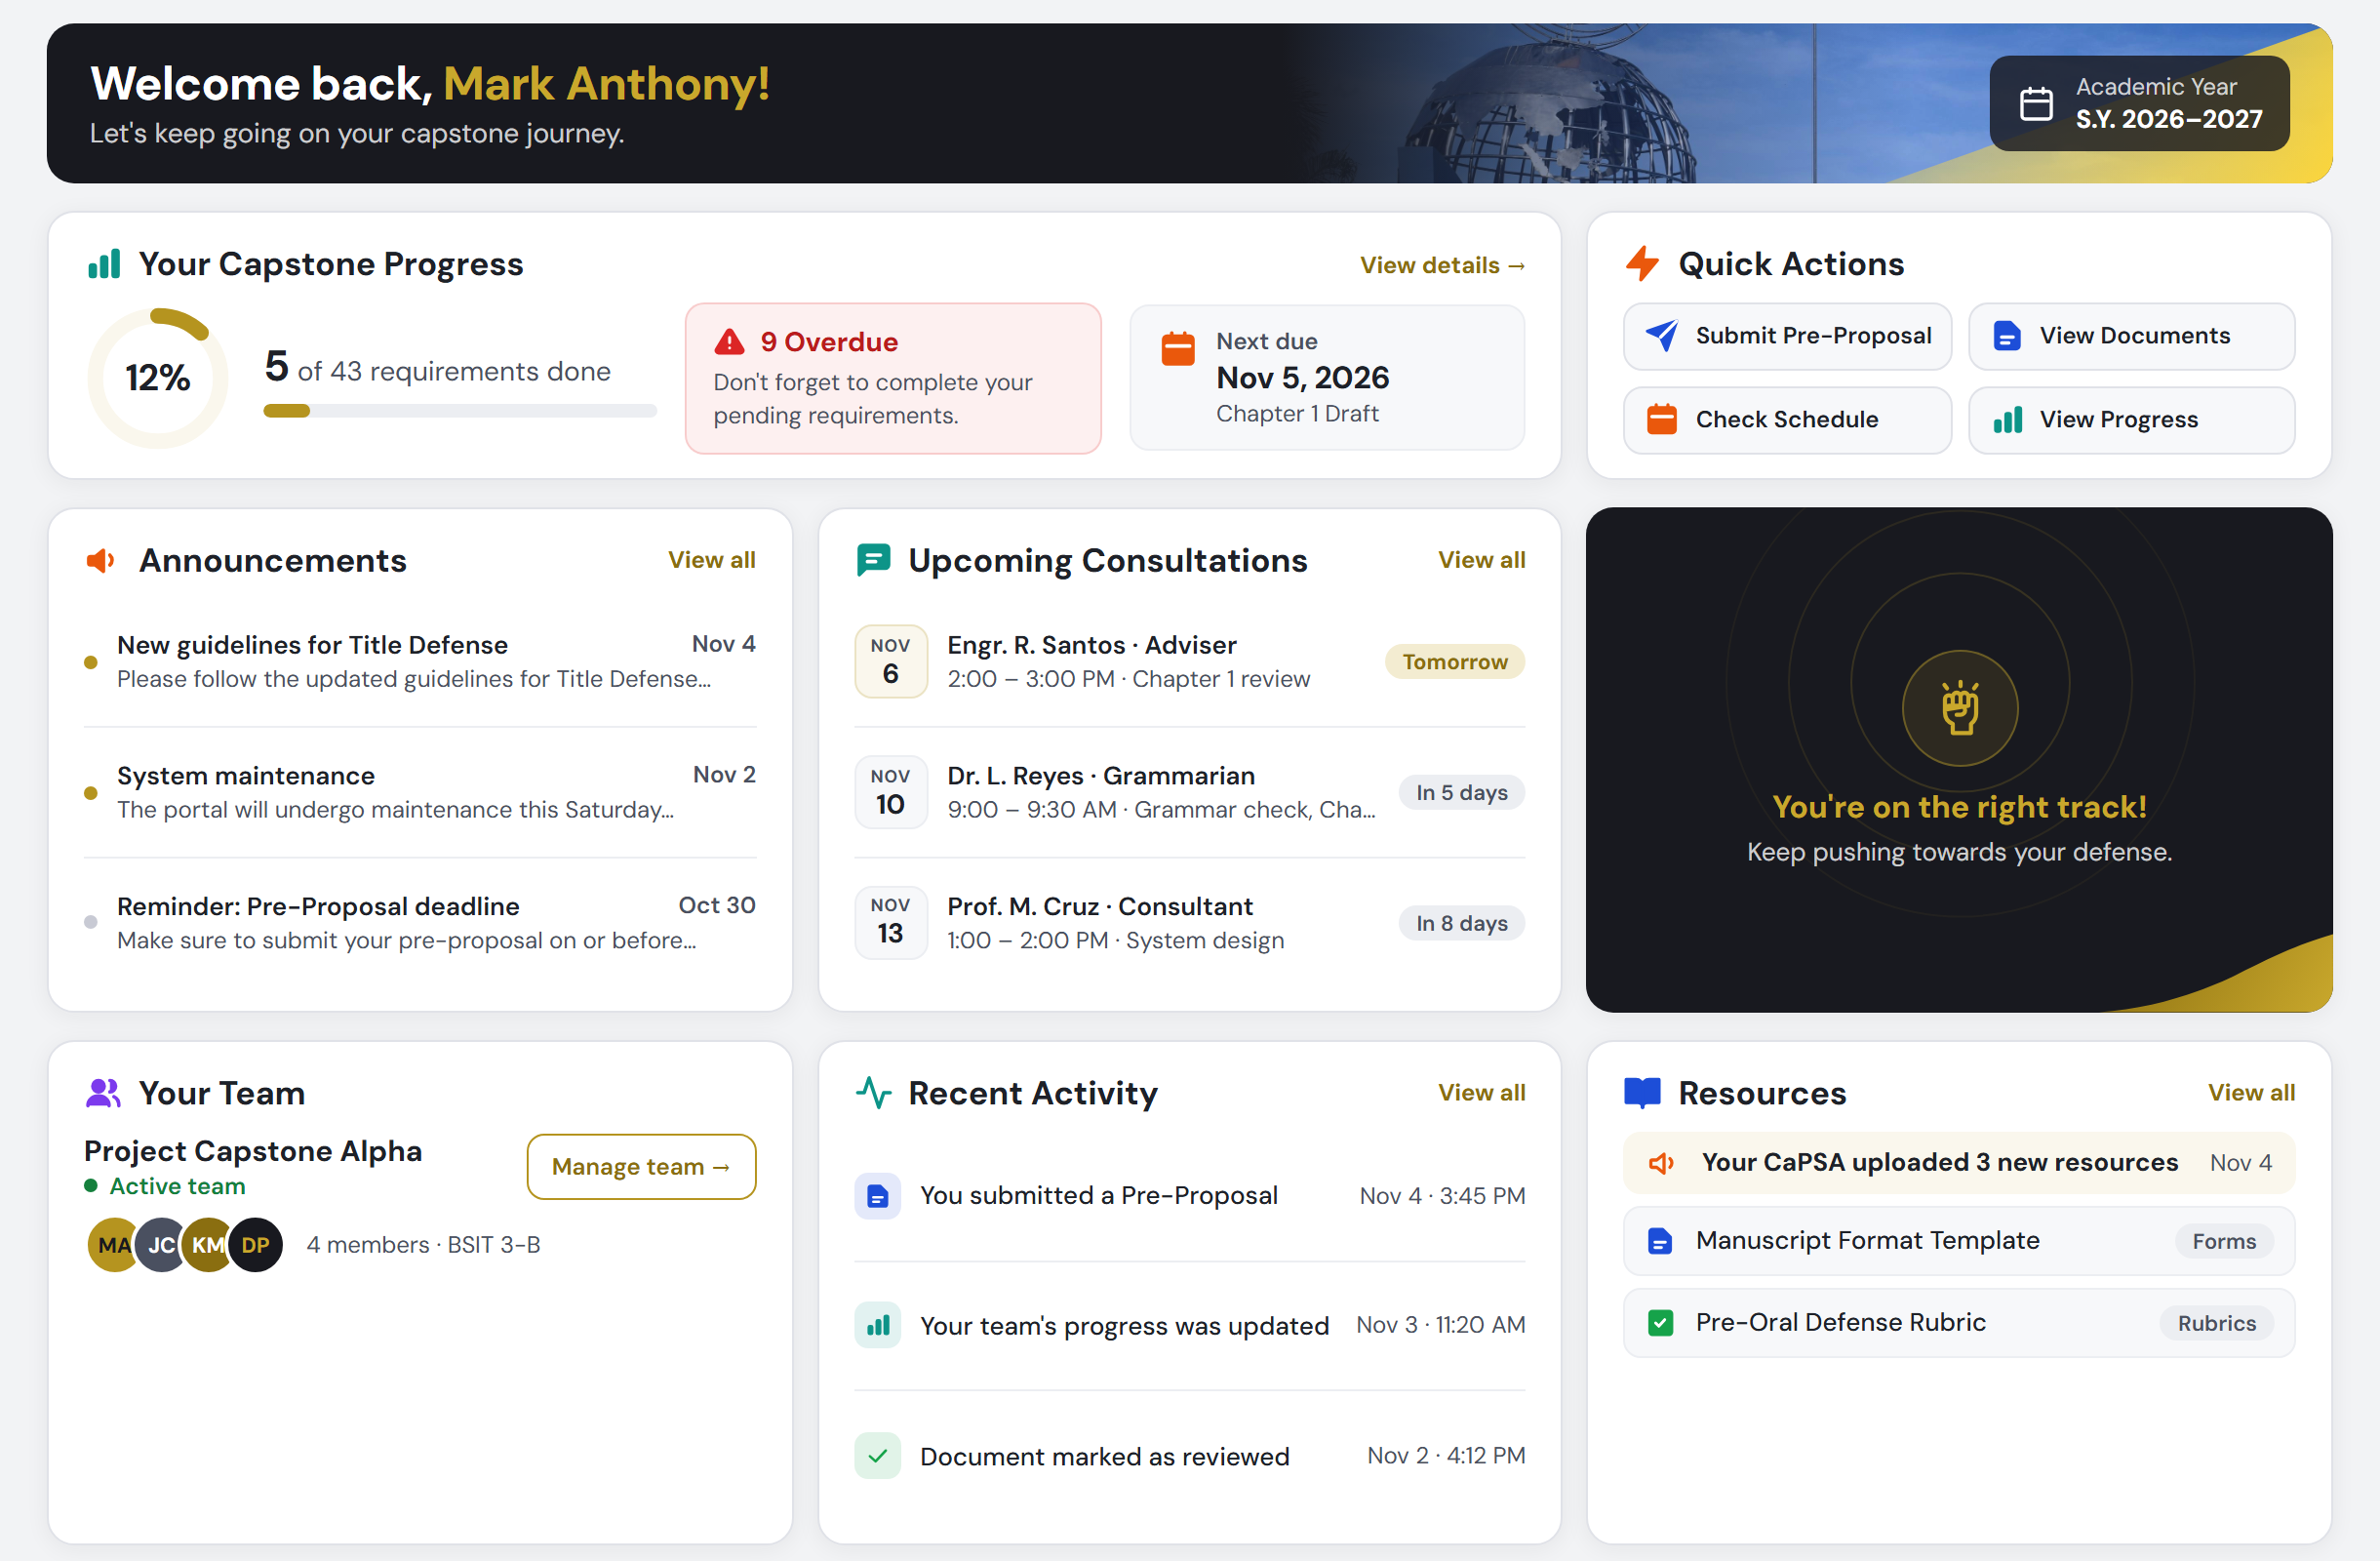 Welcome back, Mark Anthony!
Let's keep going on your capstone journey.
Academic Year
S.Y. 2026–2027
Your Capstone Progress
View details →
12%
5 of 43 requirements done
9 Overdue
Don't forget to complete your
pending requirements.
Next due
Nov 5, 2026
Chapter 1 Draft
Quick Actions
Submit Pre-Proposal
View Documents
Check Schedule
View Progress
Announcements
View all
New guidelines for Title Defense
Nov 4
Please follow the updated guidelines for Title Defense...
System maintenance
Nov 2
The portal will undergo maintenance this Saturday...
Reminder: Pre-Proposal deadline
Oct 30
Make sure to submit your pre-proposal on or before...
Upcoming Consultations
View all
NOV
6
Engr. R. Santos · Adviser
2:00 – 3:00 PM · Chapter 1 review
Tomorrow
NOV
10
Dr. L. Reyes · Grammarian
9:00 – 9:30 AM · Grammar check, Cha...
In 5 days
NOV
13
Prof. M. Cruz · Consultant
1:00 – 2:00 PM · System design
In 8 days
You're on the right track!
Keep pushing towards your defense.
Your Team
Project Capstone Alpha
Active team
Manage team →
MA JC KM DP
4 members · BSIT 3-B
Recent Activity
View all
You submitted a Pre-Proposal
Nov 4 · 3:45 PM
Your team's progress was updated
Nov 3 · 11:20 AM
Document marked as reviewed
Nov 2 · 4:12 PM
Resources
View all
Your CaPSA uploaded 3 new resources
Nov 4
Manuscript Format Template
Forms
Pre-Oral Defense Rubric
Rubrics